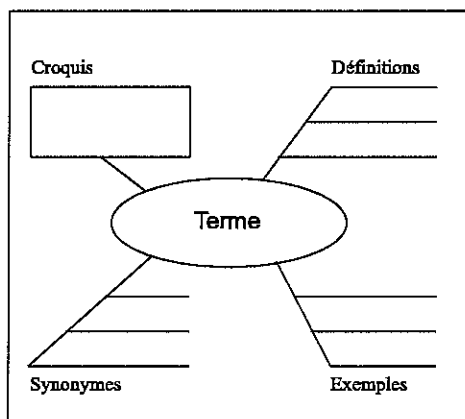 Croquis
Définitions
Terme
Synonymes
Exemples